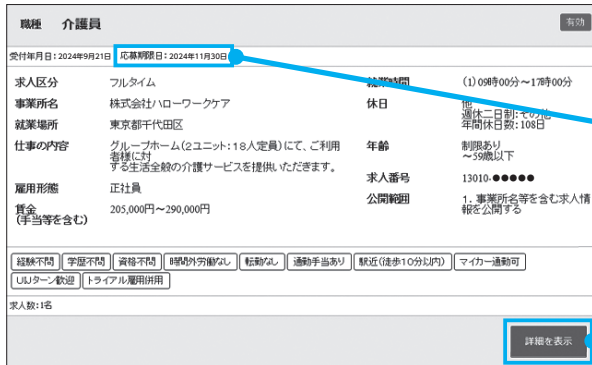 職種 介護員 有効
受付年月日：2024年9月21日 応募期限日：2024年11月30日
求人区分 フルタイム
事業所名 株式会社ハローワークケア
就業場所 東京都千代田区
仕事の内容 グループホーム（2ユニット：18人定員）にて、ご利用
者様に対
する生活全般の介護サービスを提供いただきます。
雇用形態 正社員
賃金
（手当等を含む） 205,000円～290,000円
就業時間 （1）09時00分～17時00分
休日 他
週休二日制：その他
年間休日数：108日
年齢 制限あり
～59歳以下
求人番号 13010-●●●●●
公開範囲 1．事業所名等を含む求人情
報を公開する
経験不問 学歴不問 資格不問 時間外労働なし 転勤なし 通勤手当あり 駅近（徒歩10分以内） マイカー通勤可
UIJターン歓迎 トライアル雇用併用
求人数：1名
詳細を表示